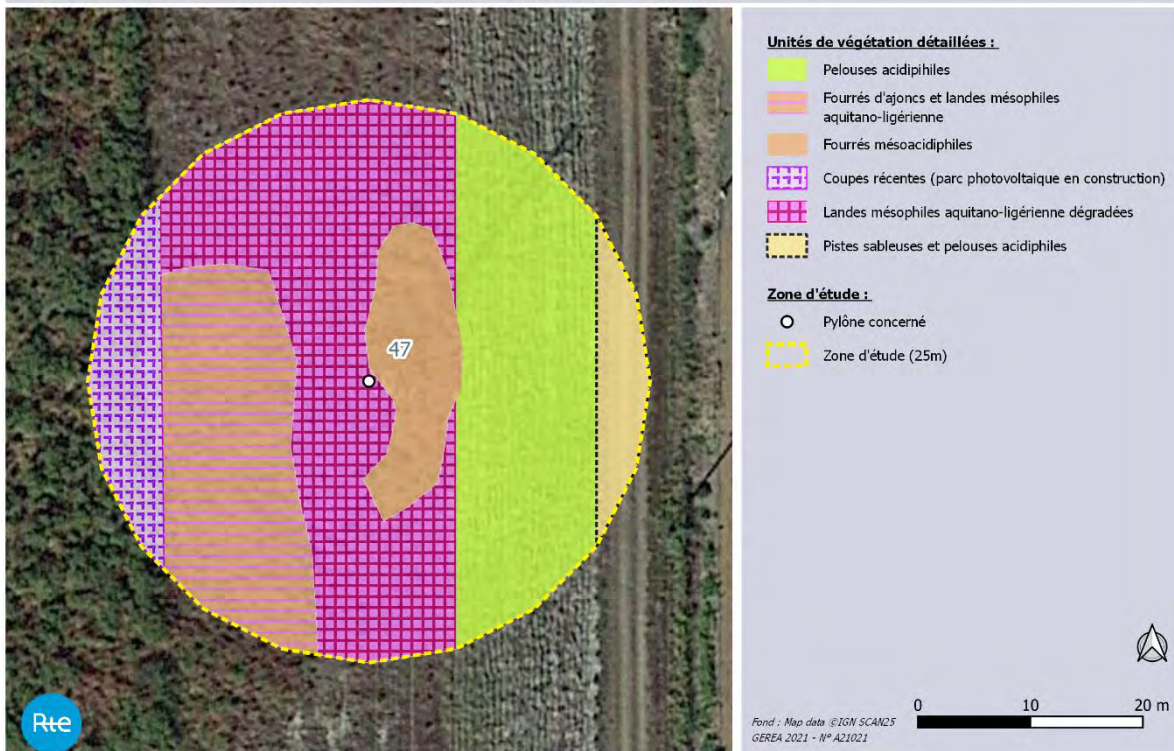 Unités de végétation détaillées :
Pelouses acidipihiles
Fourrés d'ajoncs et landes mésophiles
aquitano-ligérienne
Fourrés mésoacidiphiles
Coupes récentes (parc photovoltaique en construction)
Landes mésophiles aquitano-ligérienne dégradées
Pistes sableuses et pelouses acidiphiles
Zone d'étude :
Pylône concerné
Zone d'étude (25m)
47
0 10 20 m
Fond : Map data ©IGN SCAN25
GEREA 2021 - N° A21021
Rte